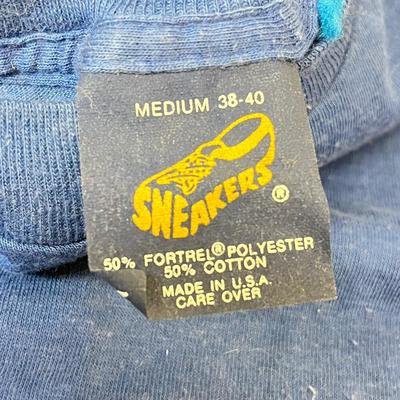 MEDIUM 38-40
SNEAKERS®
50% FORTREL® POLYESTER
50% COTTON
MADE IN U.S.A.
CARE OVER